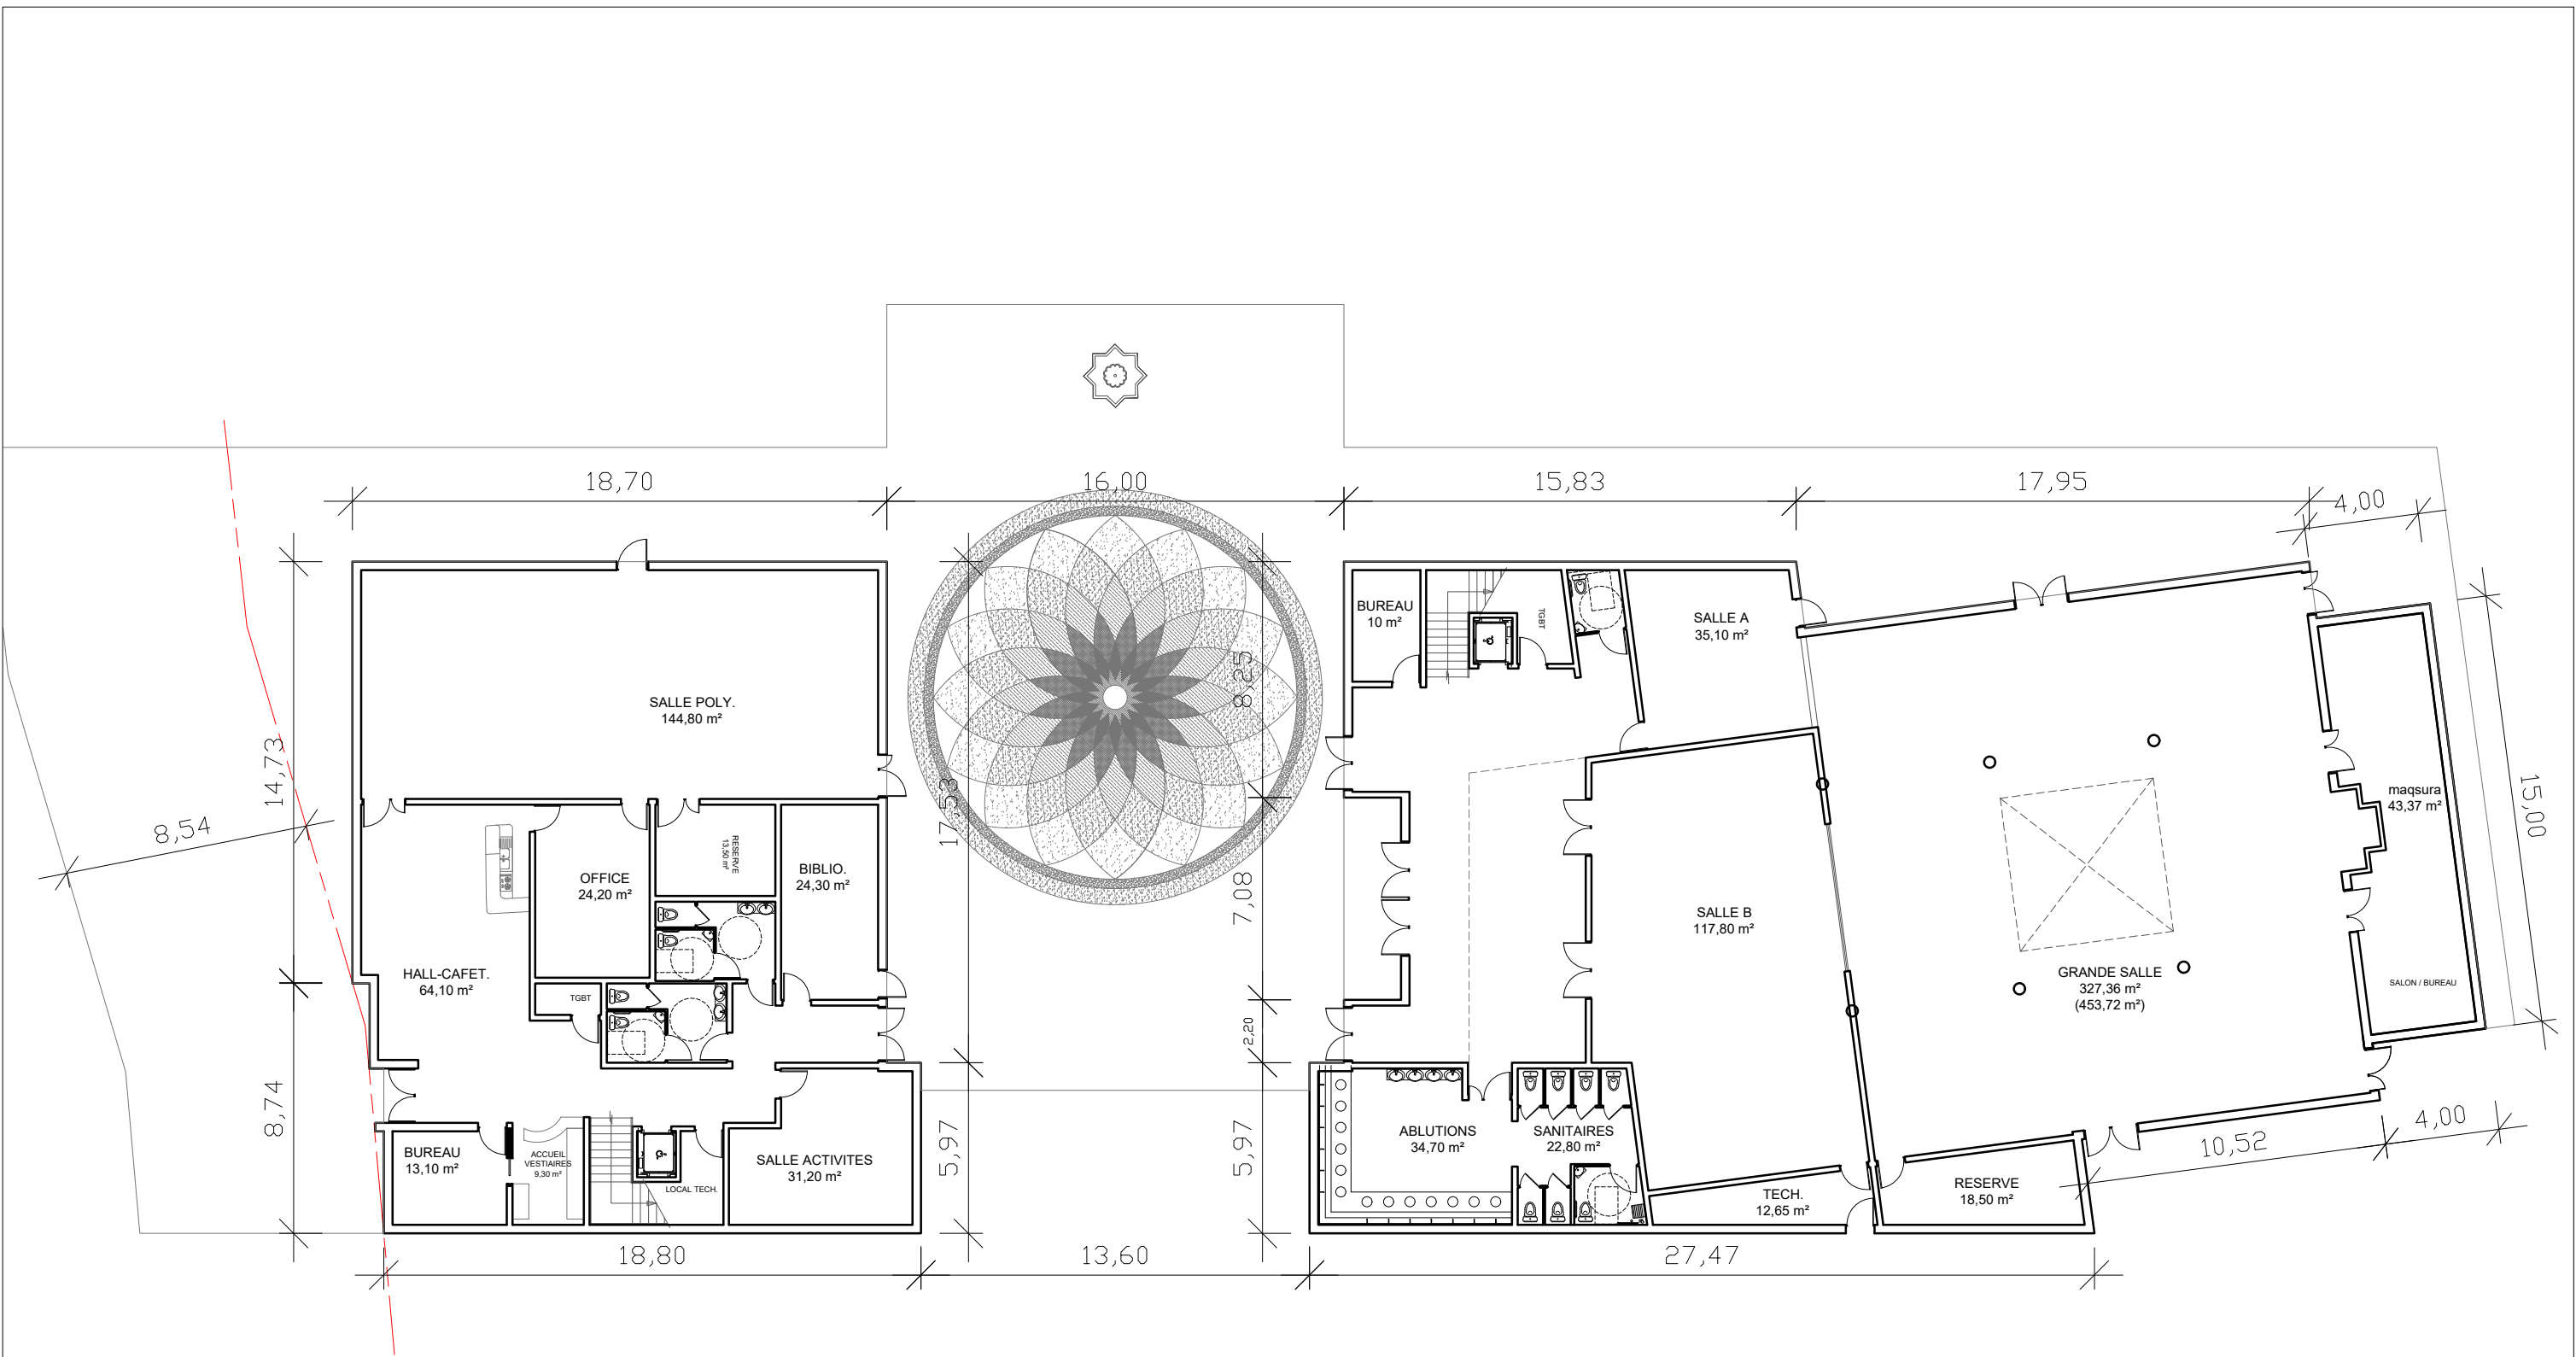 18,70
16,00
15,83
17,95
4,00
SALLE POLY.
144,80 m²
14,73
8,54
8,74
17,53
8,25
7,08
2,20
5,97
5,97
HALL-CAFET.
64,10 m²
OFFICE
24,20 m²
RESERVE
13,50 m²
BIBLIO.
24,30 m²
TGBT
BUREAU
13,10 m²
ACCUEIL
VESTIAIRES
9,30 m²
LOCAL TECH.
SALLE ACTIVITES
31,20 m²
BUREAU
10 m²
TGBT
SALLE A
35,10 m²
SALLE B
117,80 m²
GRANDE SALLE
327,36 m²
(453,72 m²)
maqsura
43,37 m²
SALON / BUREAU
15,00
ABLUTIONS
34,70 m²
SANITAIRES
22,80 m²
TECH.
12,65 m²
RESERVE
18,50 m²
10,52
4,00
18,80
13,60
27,47